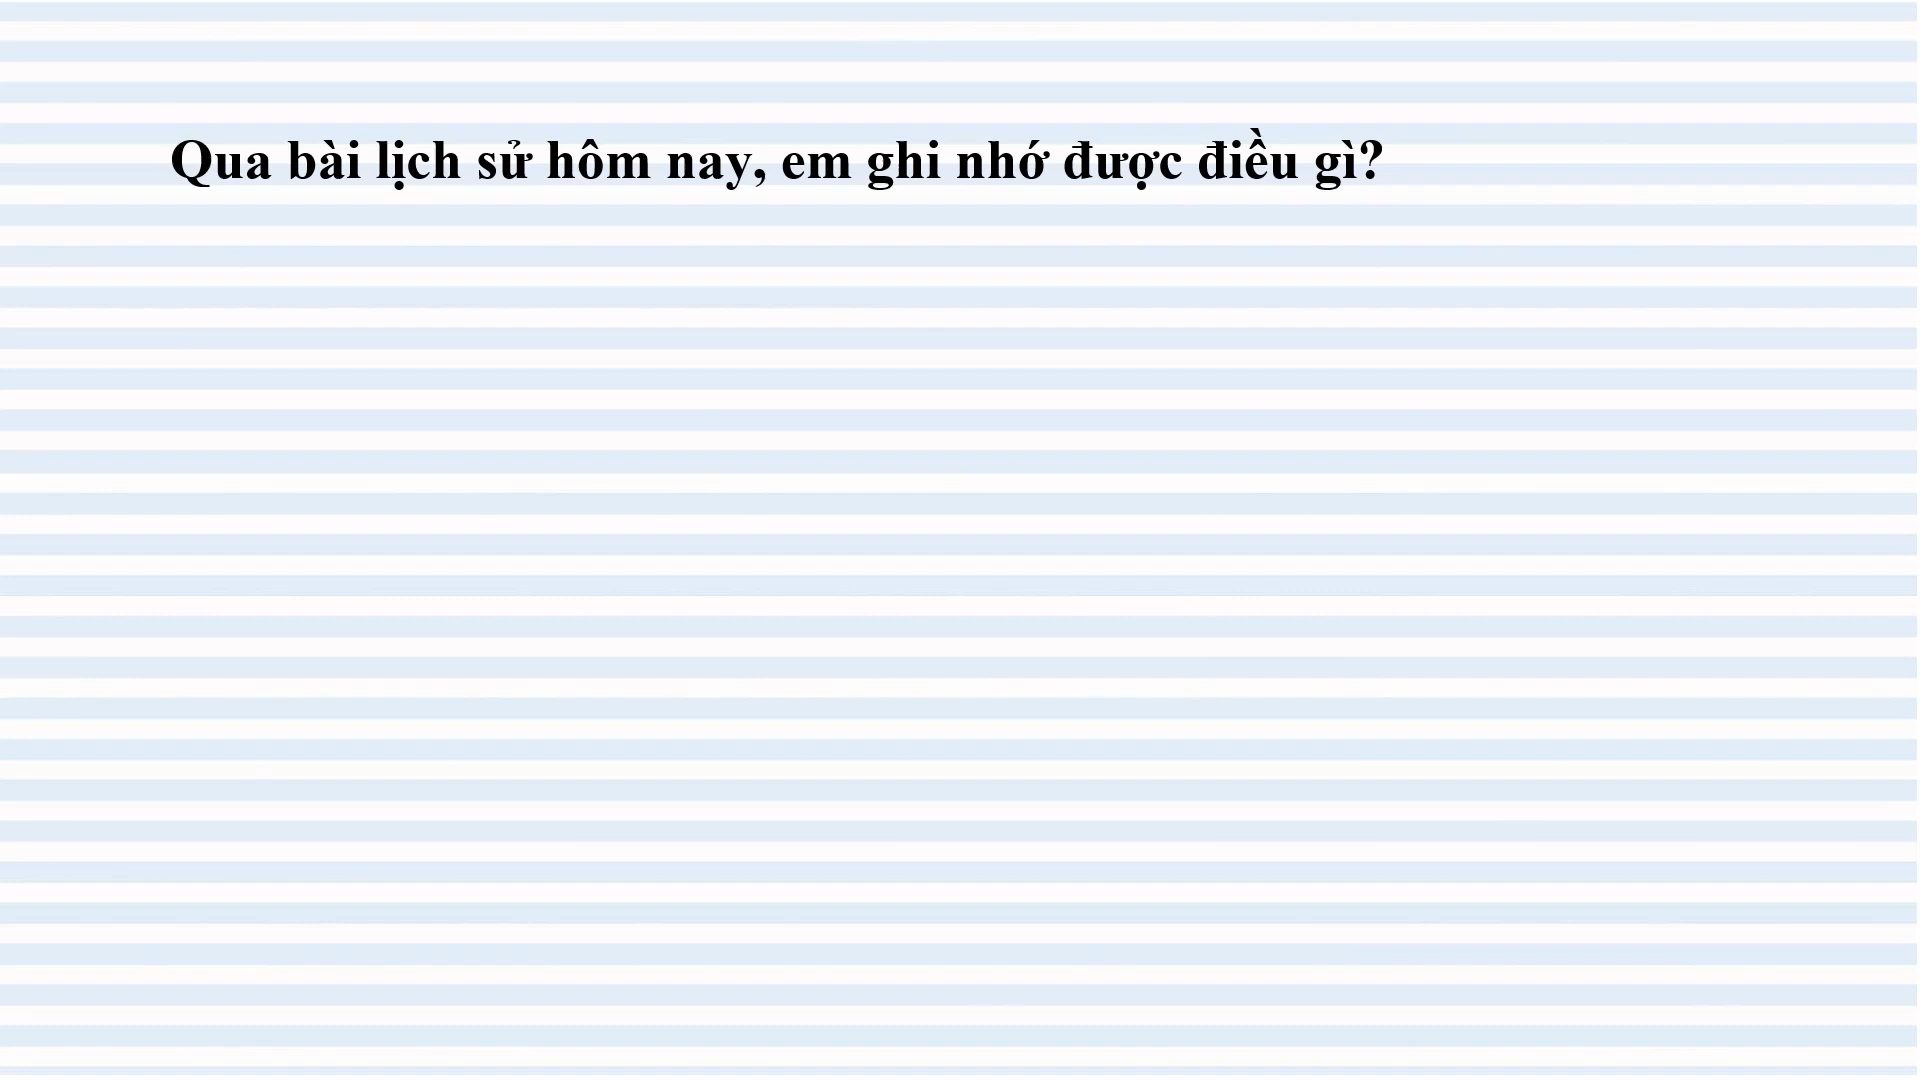 Qua bài lịch sử hôm nay, em ghi nhớ được điều gì?